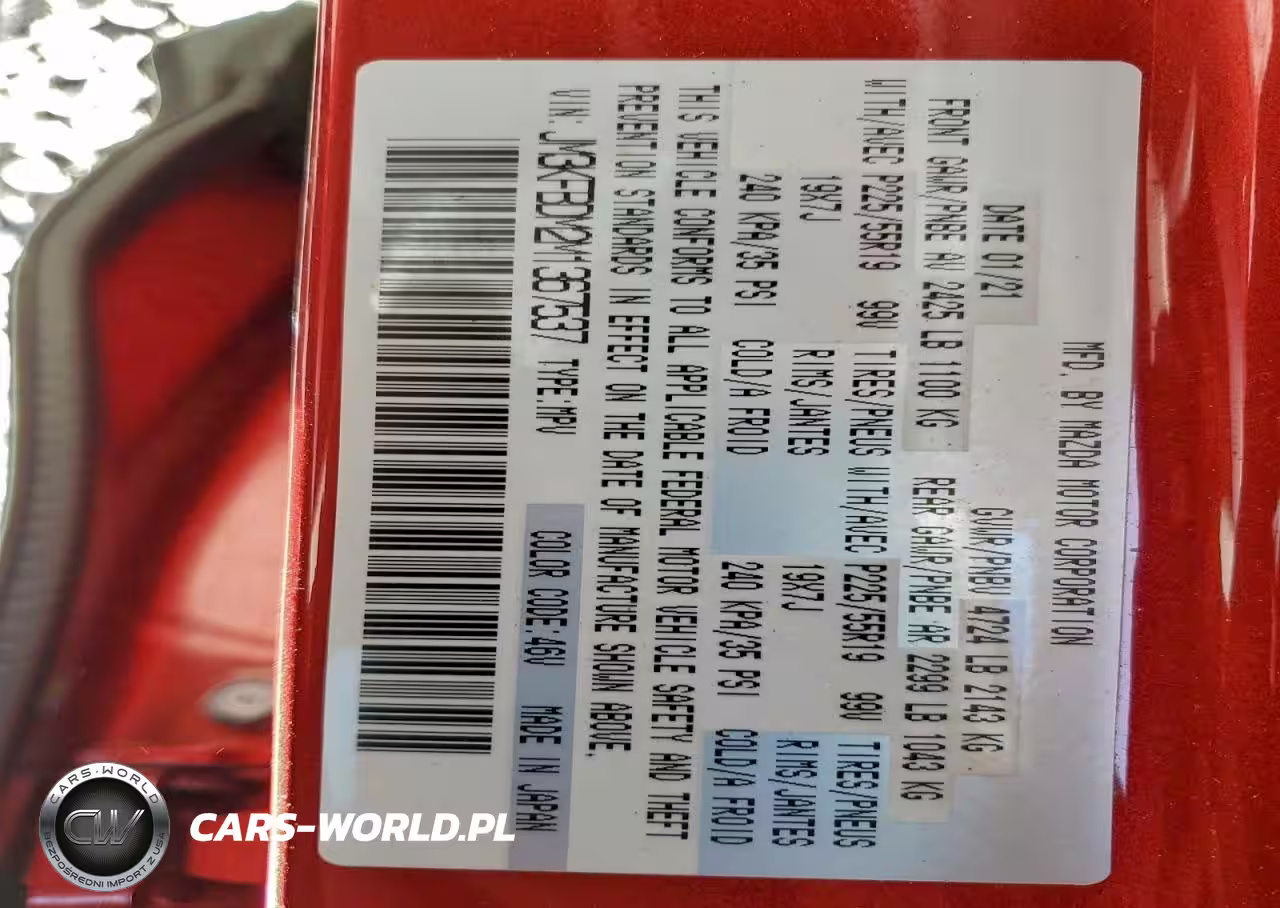 MFD. BY MAZDA MOTOR CORPORATION
DATE 01/21 GVWR/PNBV 4724 LB 2143 KG
FRNT GAWR/PNBE AV 2425 LB 1100 KG REAR GAWR/PNBE AR 2299 LB 1043 KG
WITH/AVEC P225/55R19 99V TIRES/PNEUS WITH/AVEC P225/55R19 99V TIRES/PNEUS
19X7J RIMS/JANTES 19X7J RIMS/JANTES
240 KPA/35 PSI COLD/A FROID 240 KPA/35 PSI COLD/A FROID
THIS VEHICLE CONFORMS TO ALL APPLICABLE FEDERAL MOTOR VEHICLE SAFETY AND THEFT
PREVENTION STANDARDS IN EFFECT ON THE DATE OF MANUFACTURE SHOWN ABOVE.
VIN: JM3KFBDM2M1367537 TYPE:MPV COLOR CODE:46V MADE IN JAPAN
CARS-WORLD
CW
BEZPOŚREDNI IMPORT Z USA
CARS-WORLD.PL